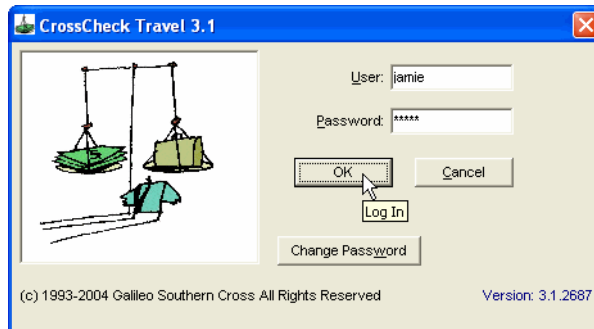 CrossCheck Travel 3.1
User: jamie
Password: *****
OK Cancel
Log In
Change Password
(c) 1993-2004 Galileo Southern Cross All Rights Reserved Version: 3.1.2687